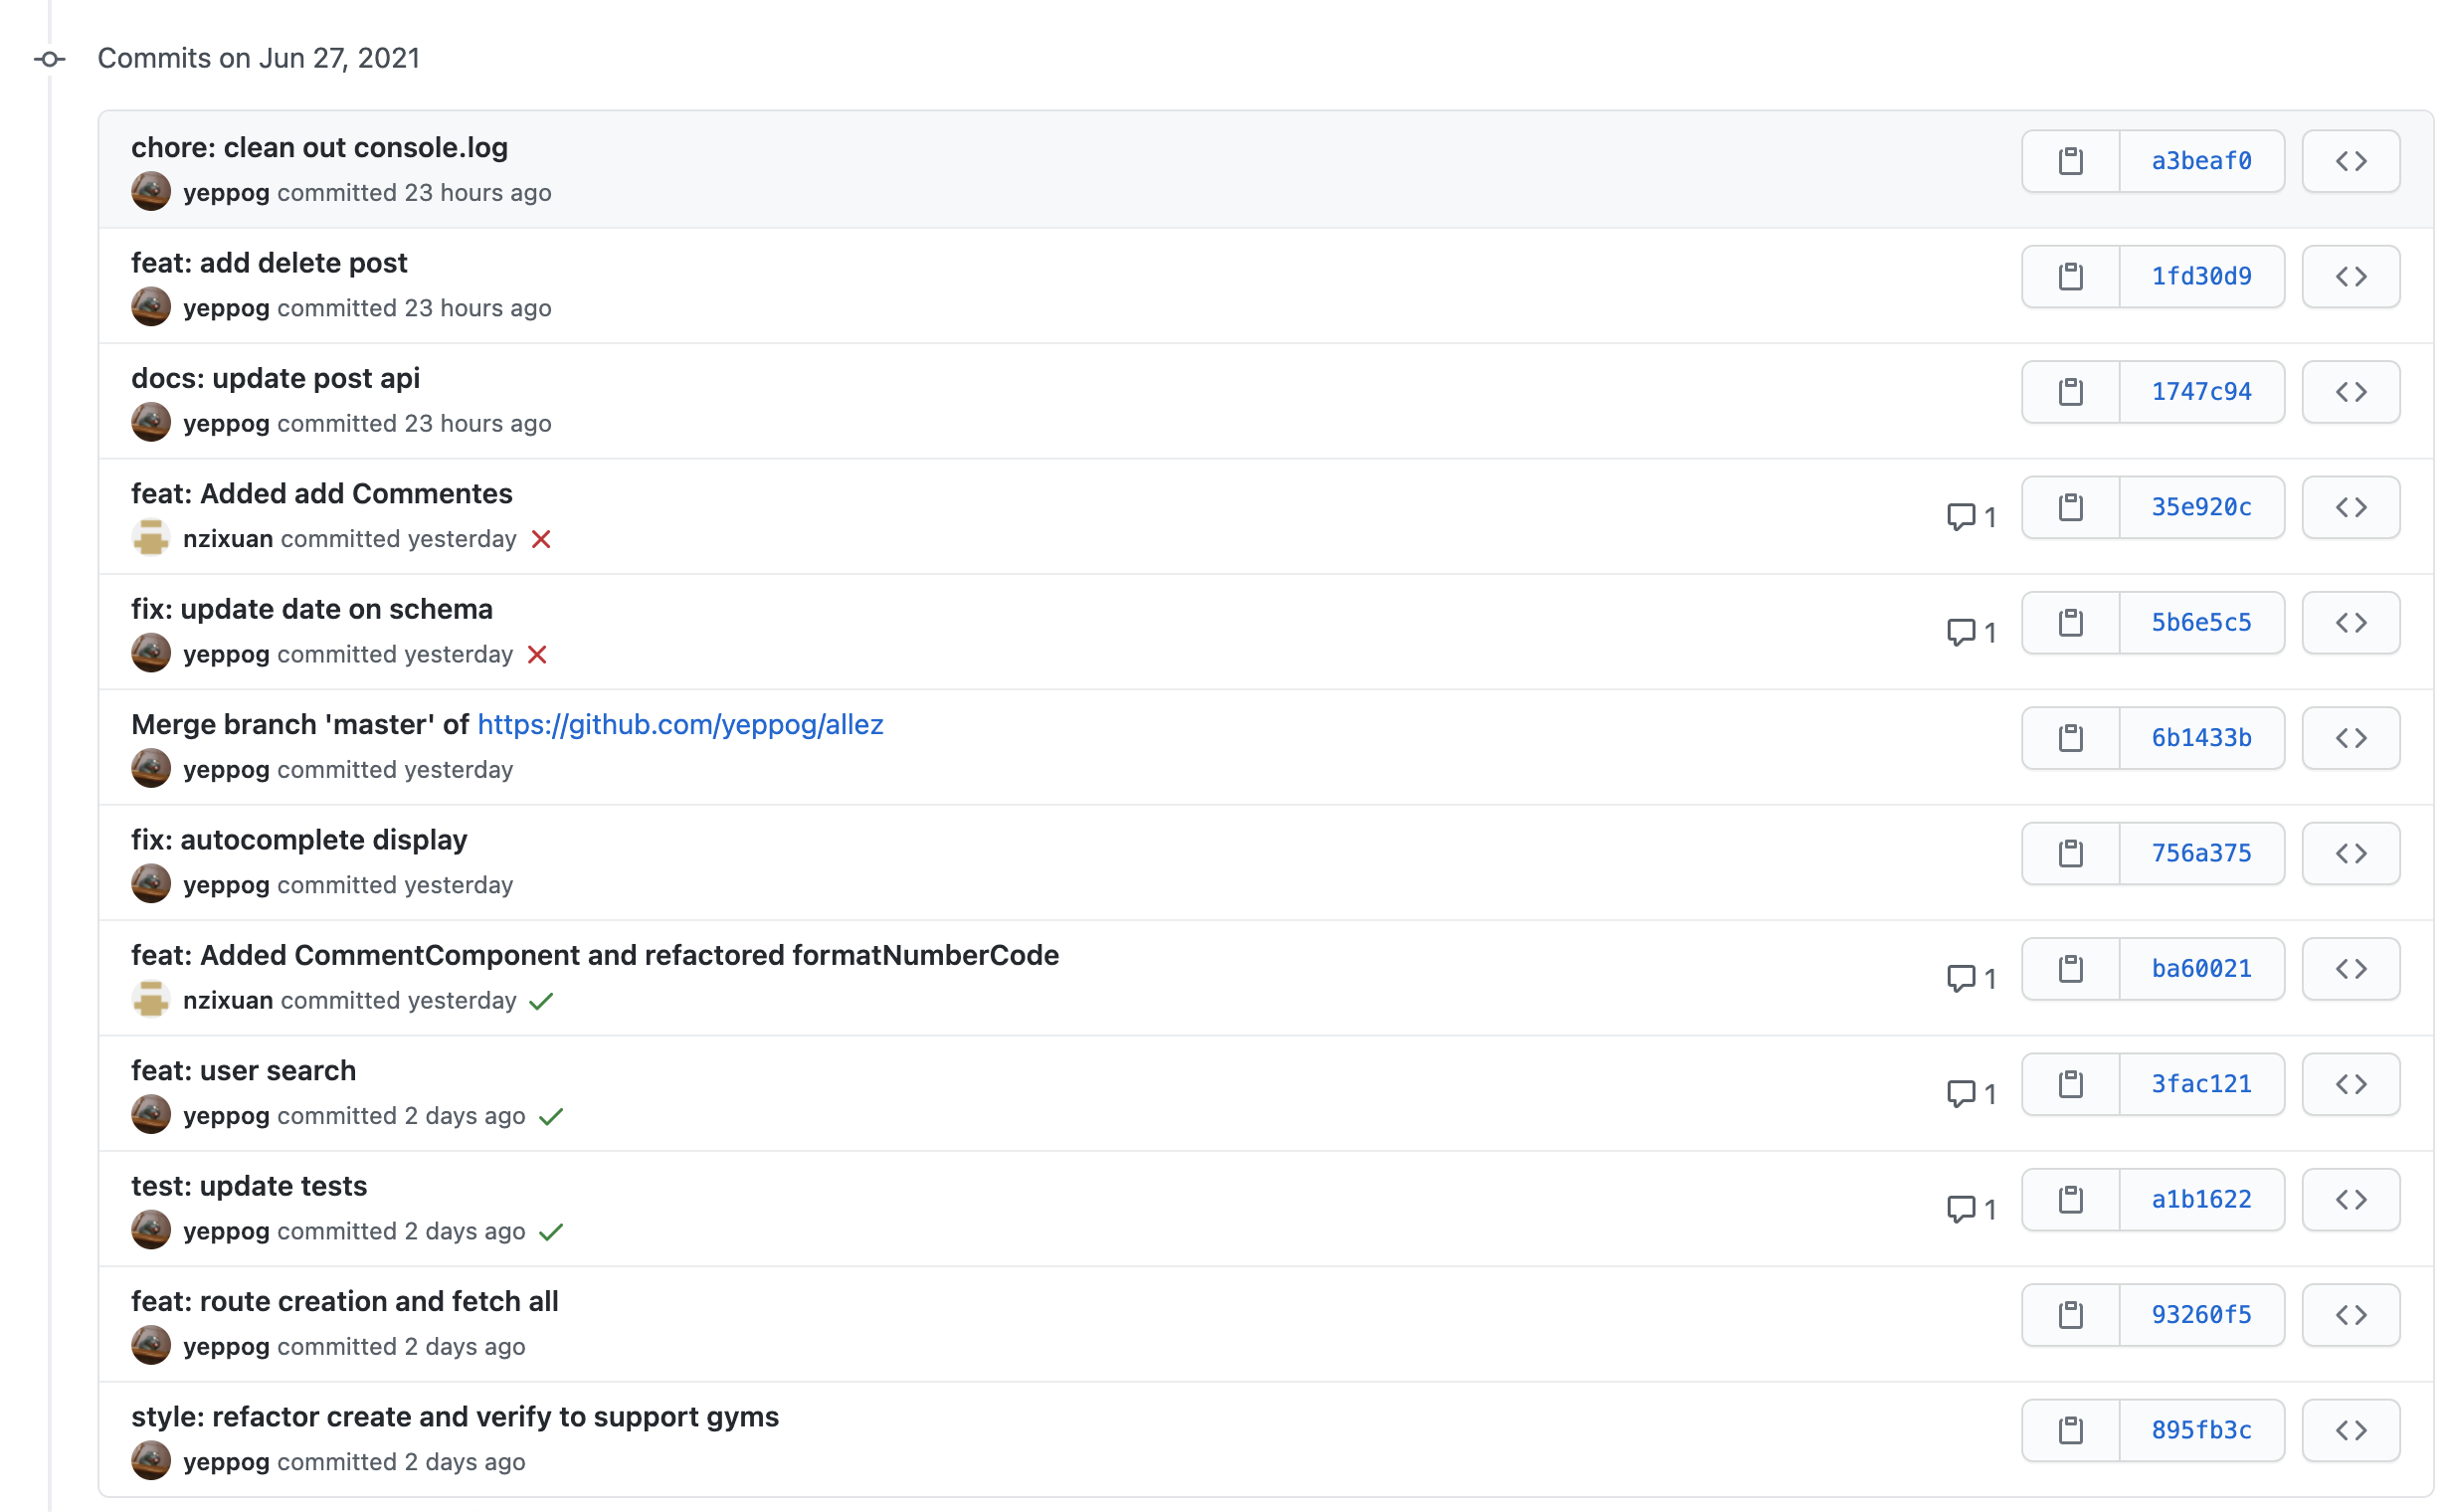 Commits on Jun 27, 2021
chore: clean out console.log
yeppog committed 23 hours ago
a3beaf0
feat: add delete post
yeppog committed 23 hours ago
1fd30d9
docs: update post api
yeppog committed 23 hours ago
1747c94
feat: Added add Commentes
nzixuan committed yesterday
1
35e920c
fix: update date on schema
yeppog committed yesterday
1
5b6e5c5
Merge branch 'master' of https://github.com/yeppog/allez
yeppog committed yesterday
6b1433b
fix: autocomplete display
yeppog committed yesterday
756a375
feat: Added CommentComponent and refactored formatNumberCode
nzixuan committed yesterday
1
ba60021
feat: user search
yeppog committed 2 days ago
1
3fac121
test: update tests
yeppog committed 2 days ago
1
a1b1622
feat: route creation and fetch all
yeppog committed 2 days ago
93260f5
style: refactor create and verify to support gyms
yeppog committed 2 days ago
895fb3c